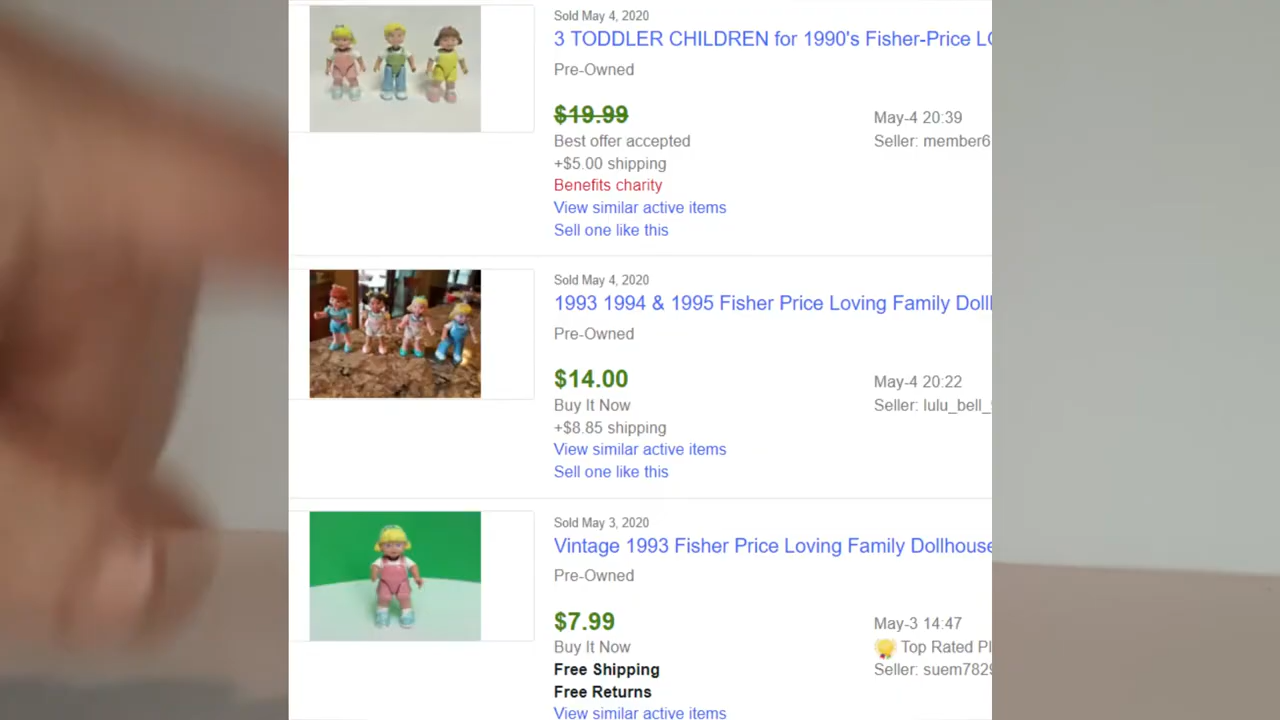 Sold May 4, 2020
3 TODDLER CHILDREN for 1990's Fisher-Price
Pre-Owned
$19.99
May-4 20:39
Best offer accepted
Seller: member6
+$5.00 shipping
Benefits charity
View similar active items
Sell one like this
Sold May 4, 2020
1993 1994 & 1995 Fisher Price Loving Family
Pre-Owned
$14.00
May-4 20:22
Buy It Now
Seller: lulu_bell_
+$8.85 shipping
View similar active items
Sell one like this
Sold May 3, 2020
Vintage 1993 Fisher Price Loving Family Dollhouse
Pre-Owned
$7.99
May-3 14:47
Buy It Now
Top Rated
Free Shipping
Seller: suem782
Free Returns
View similar active items